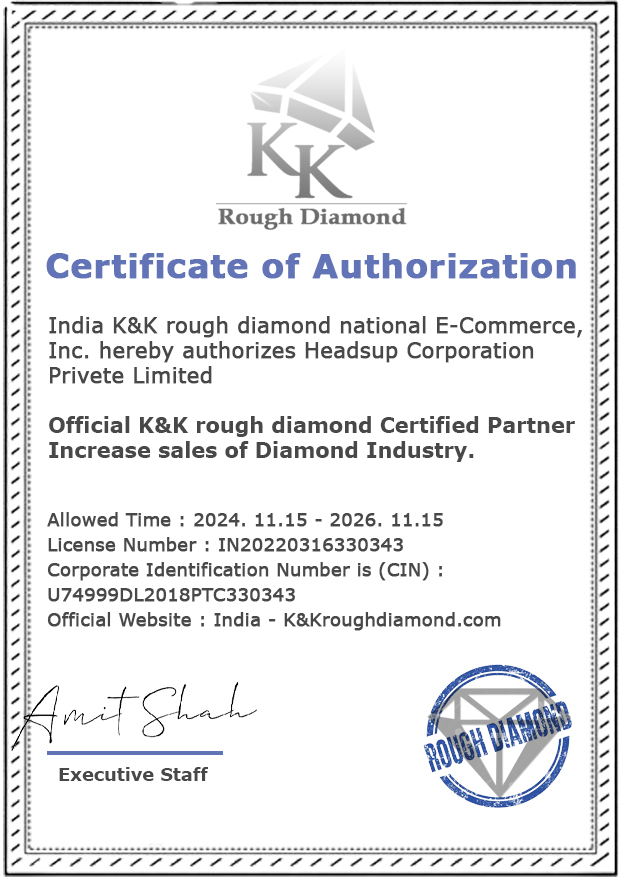 KK
Rough Diamond
Certificate of Authorization
India K&K rough diamond national E-Commerce,
Inc. hereby authorizes Headsup Corporation
Privete Limited
Official K&K rough diamond Certified Partner
Increase sales of Diamond Industry.
Allowed Time : 2024. 11.15 - 2026. 11.15
License Number : IN20220316330343
Corporate Identification Number is (CIN) :
U74999DL2018PTC330343
Official Website : India - K&Kroughdiamond.com
Amit Shah
Executive Staff
ROUGH DIAMOND